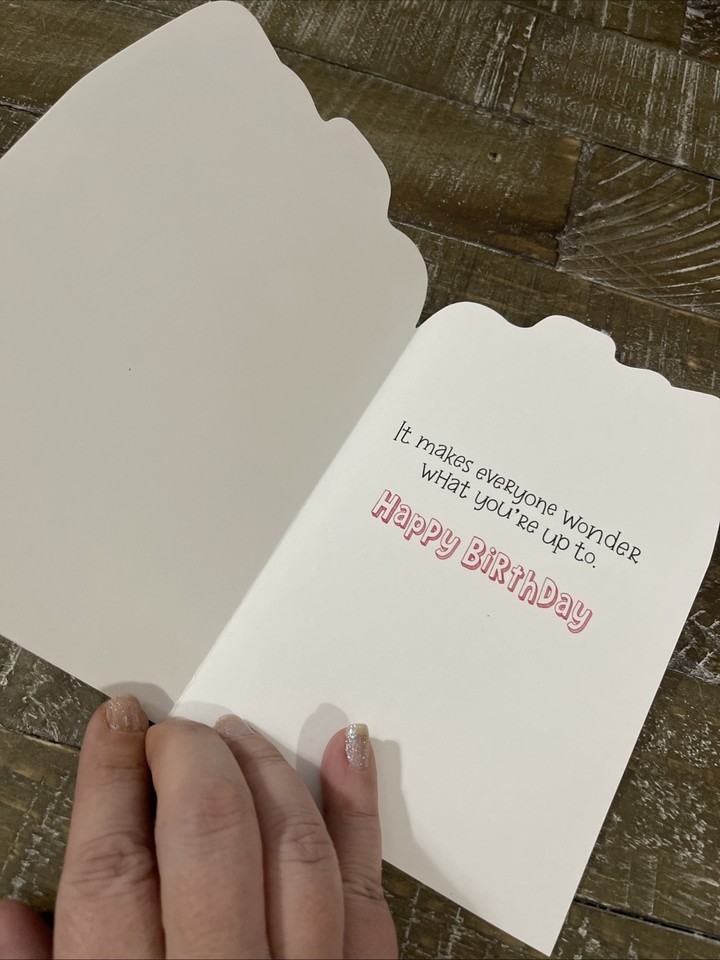 It makes everyone wonder
what you're up to.
Happy Birthday